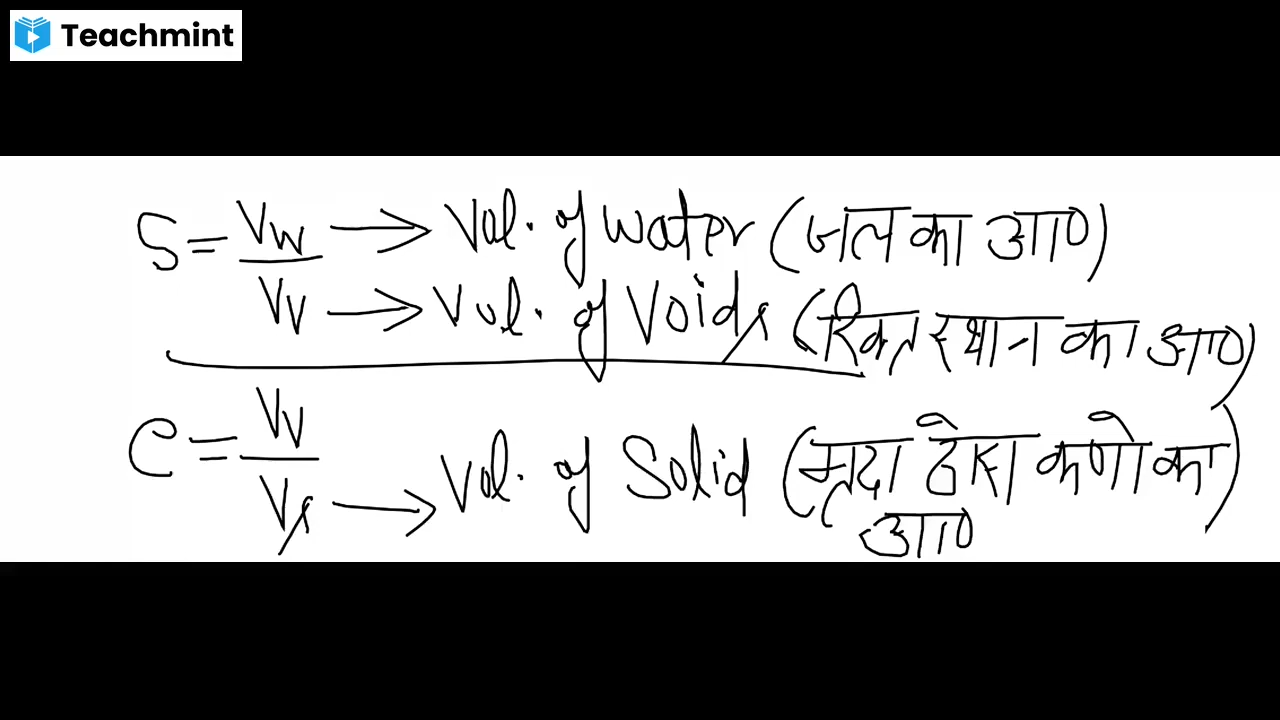 Teachmint
S = Vw/Vv → Vol. of water (जल का आ०)
→ Vol. of Voids (रिक्त स्थान का आ०)
e = Vv/Vs → Vol. of Solid (मृदा ठोस कणो का)
आ०